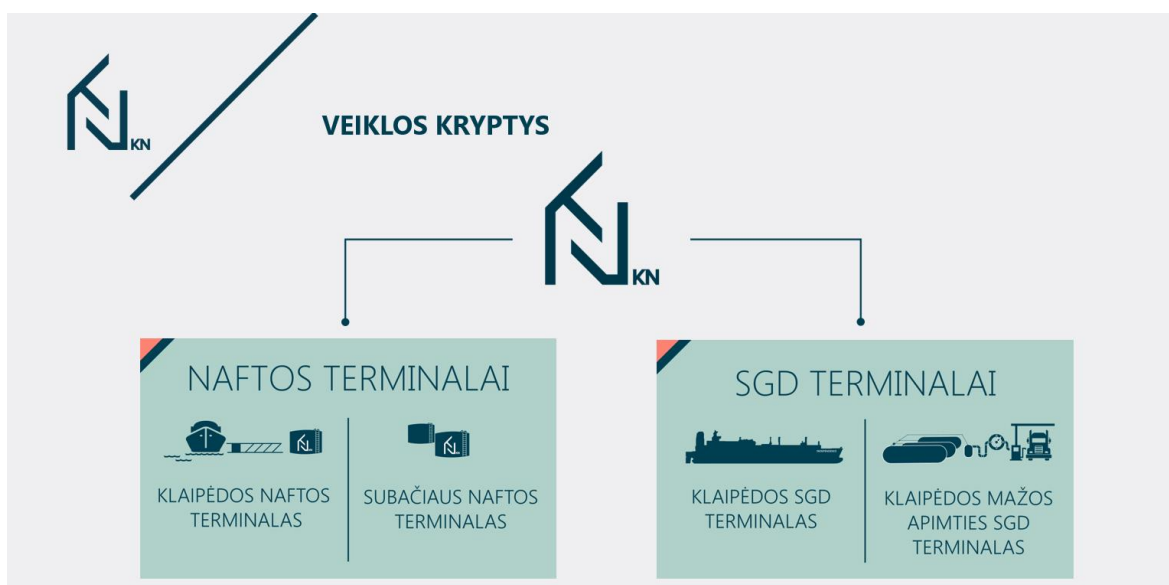 KN
VEIKLOS KRYPTYS
KN
NAFTOS TERMINALAI
KLAIPĖDOS NAFTOS
TERMINALAS
SUBAČIAUS NAFTOS
TERMINALAS
SGD TERMINALAI
KLAIPĖDOS SGD
TERMINALAS
KLAIPĖDOS MAŽOS
APIMTIES SGD
TERMINALAS